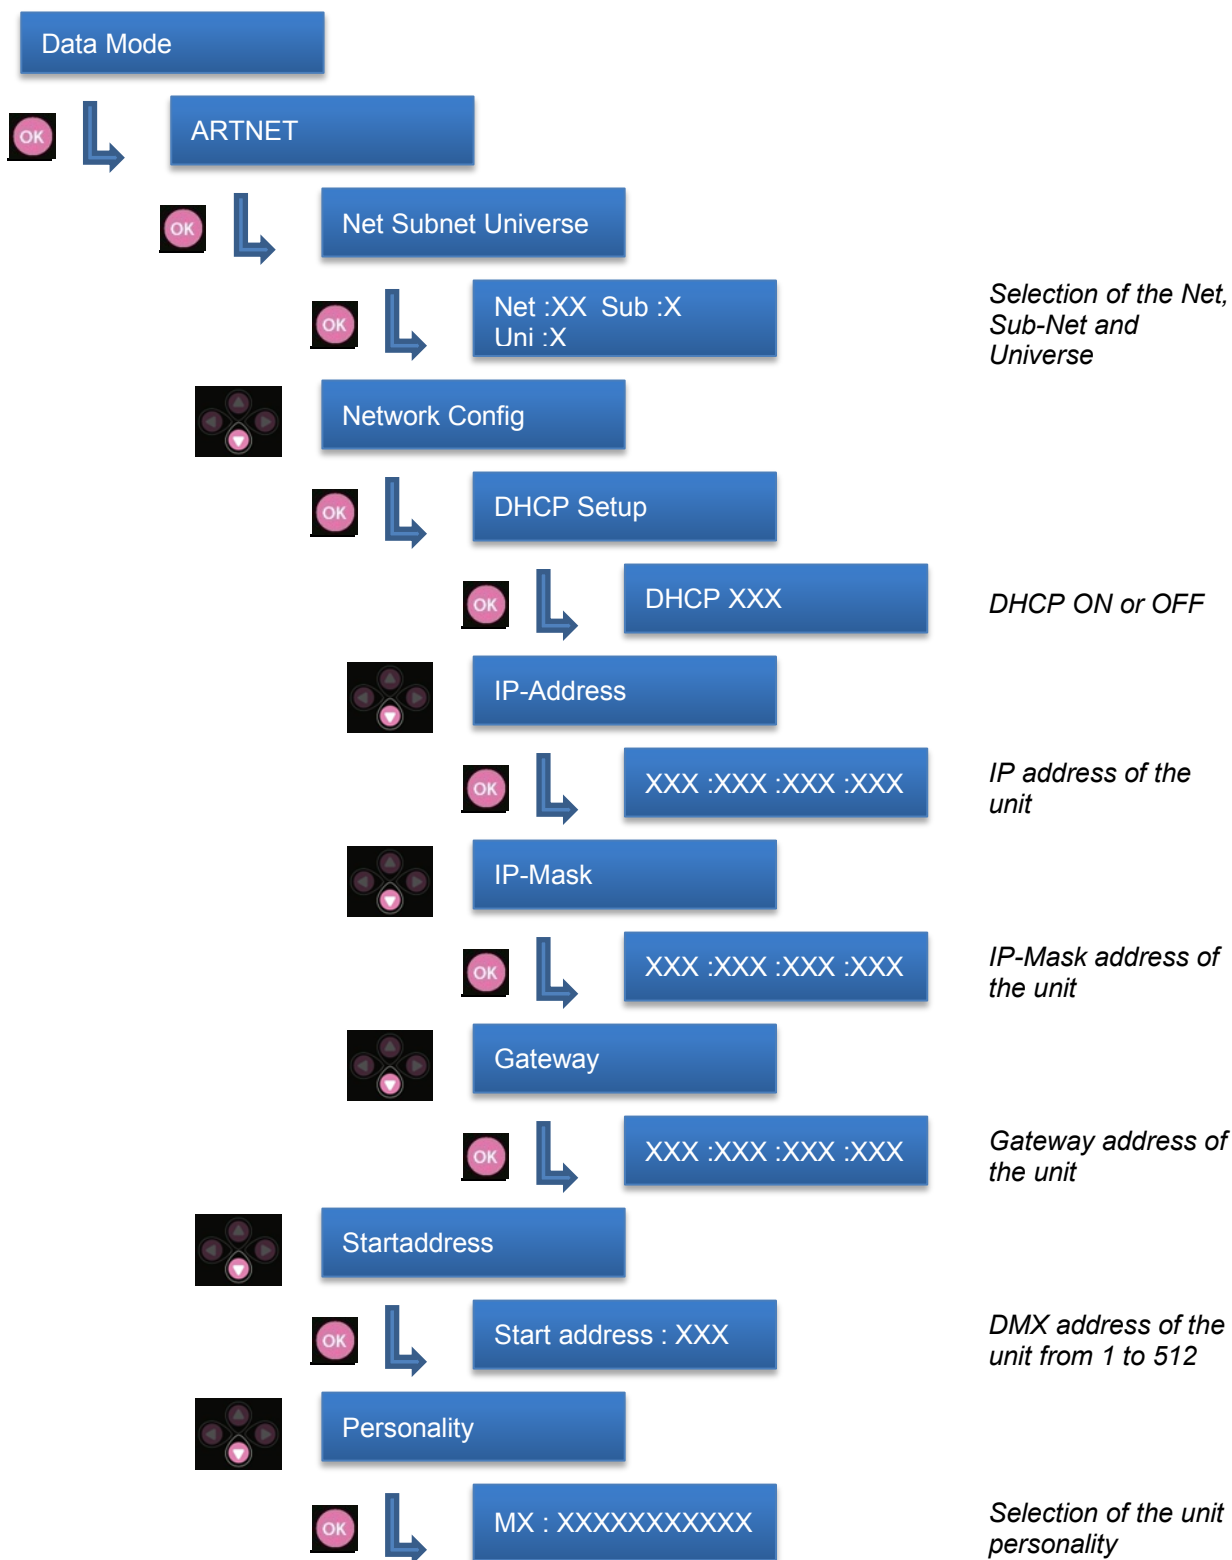 Data Mode
OK
ARTNET
OK
Net Subnet Universe
OK
Net :XX Sub :X
Uni :X
Selection of the Net,
Sub-Net and
Universe
Network Config
OK
DHCP Setup
OK
DHCP XXX
DHCP ON or OFF
IP-Address
OK
XXX :XXX :XXX :XXX
IP address of the
unit
IP-Mask
OK
XXX :XXX :XXX :XXX
IP-Mask address of
the unit
Gateway
OK
XXX :XXX :XXX :XXX
Gateway address of
the unit
Startaddress
OK
Start address : XXX
DMX address of the
unit from 1 to 512
Personality
OK
MX : XXXXXXXXXXX
Selection of the unit
personality